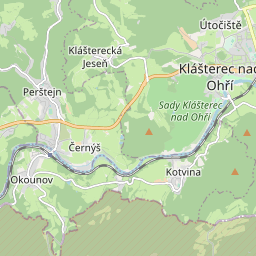 Útočiště
Klášterecká
Jeseň
Klášterec nad
Ohří
Perštejn
Sady Klášterec
nad Ohří
Černýš
Kotvina
Okounov